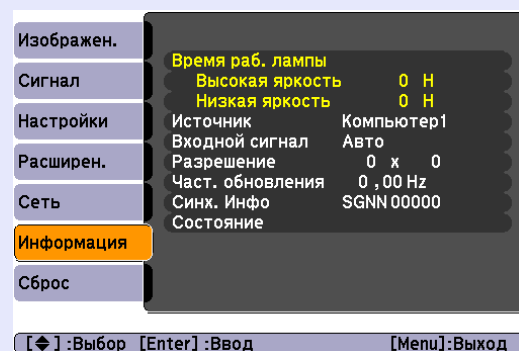 Изображен.
Сигнал
Настройки
Расширен.
Сеть
Информация
Сброс
Время раб. лампы
Высокая яркость 0 H
Низкая яркость 0 H
Источник Компьютер1
Входной сигнал Авто
Разрешение 0 x 0
Част. обновления 0 ,00 Hz
Синх. Инфо SGNN 00000
Состояние
[◆] :Выбор [Enter] :Ввод [Menu]:Выход